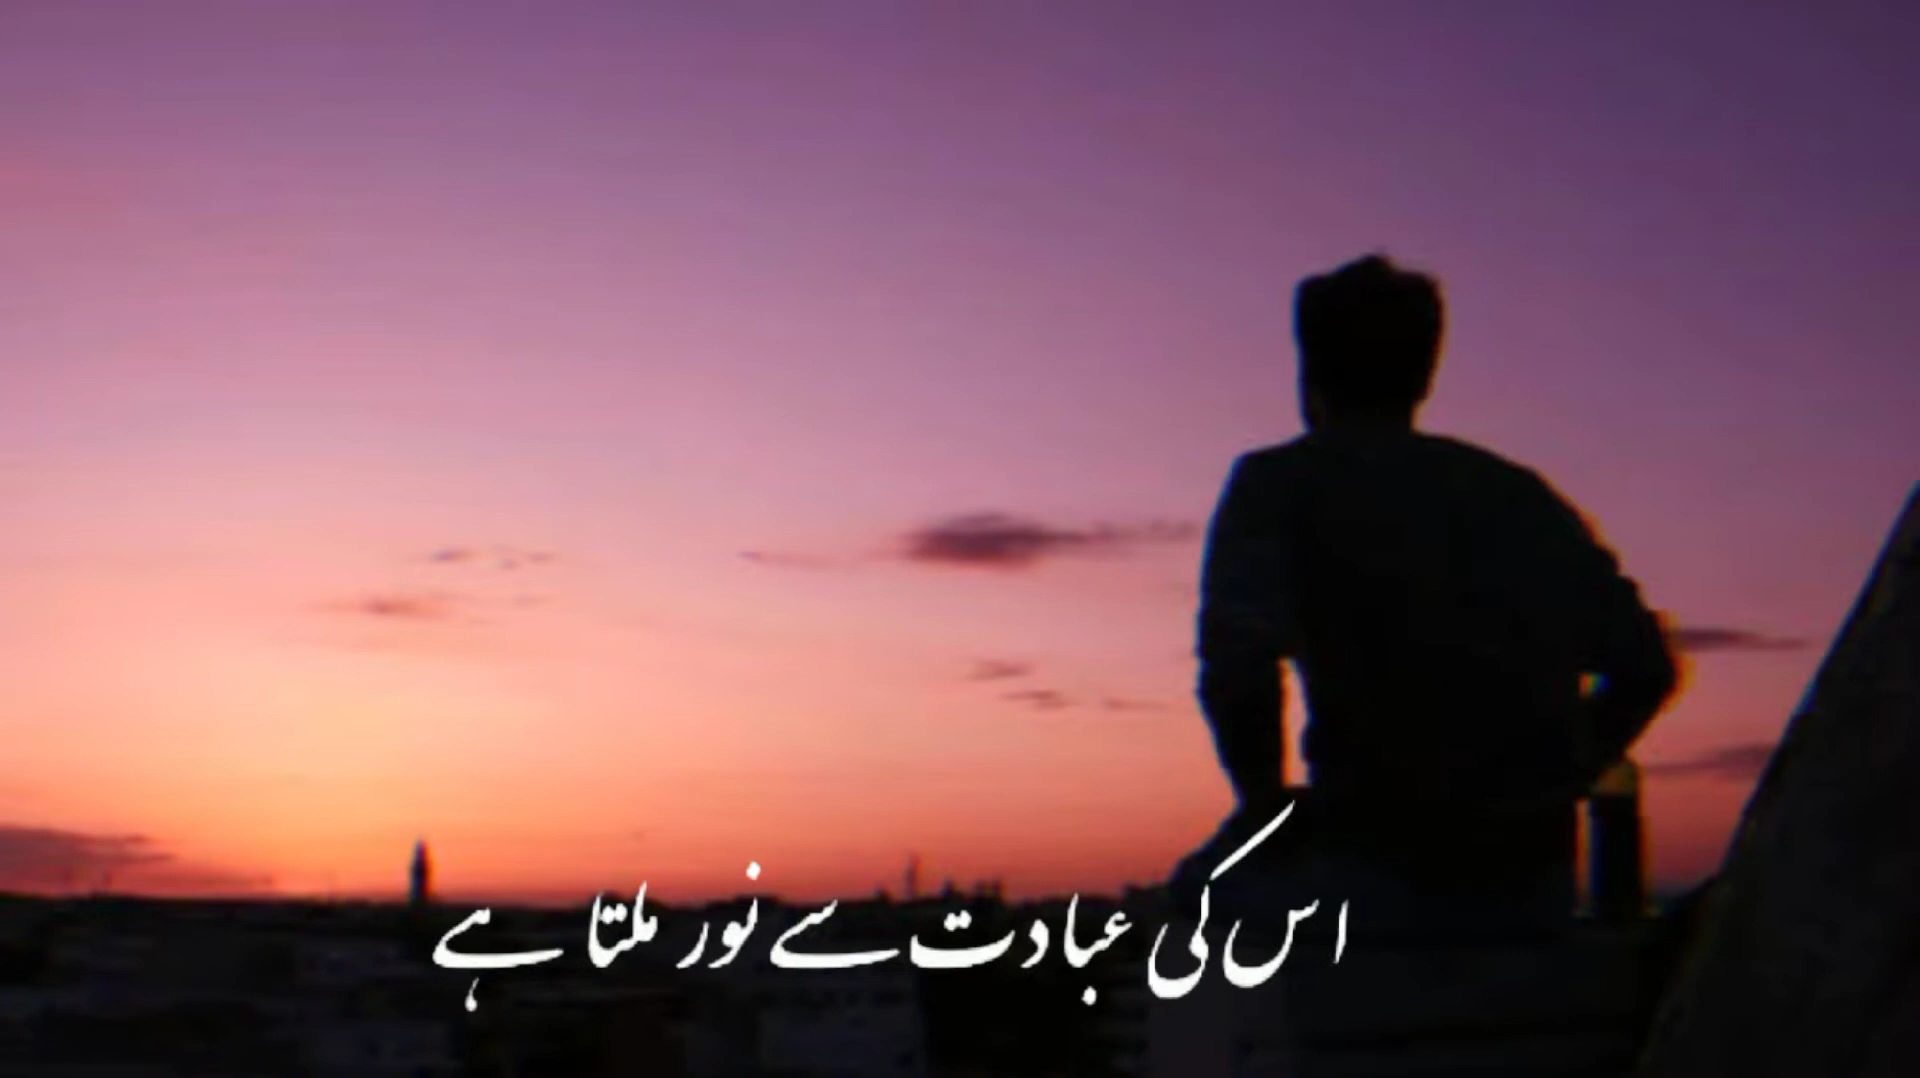 اس کی عبادت سے نور ملتا ہے